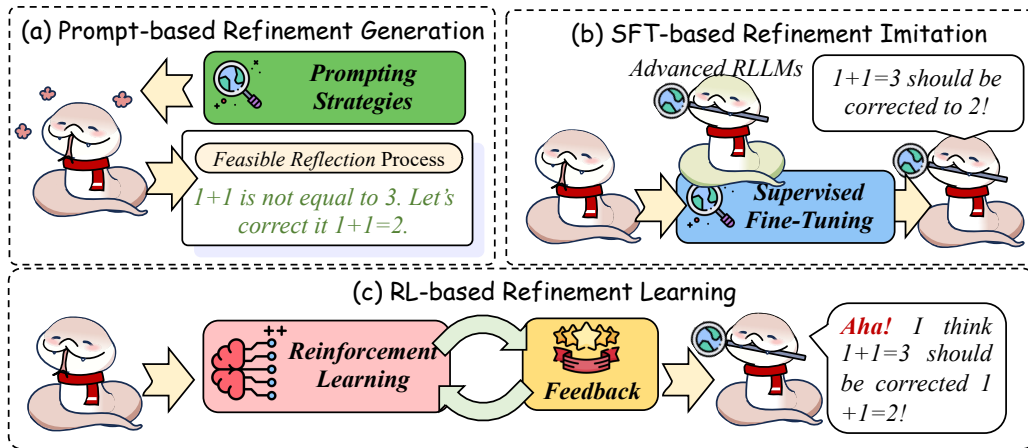 (a) Prompt-based Refinement Generation
Prompting
Strategies
Feasible Reflection Process
1+1 is not equal to 3. Let's
correct it 1+1=2.
(b) SFT-based Refinement Imitation
Advanced RLLMs
1+1=3 should be
corrected to 2!
Supervised
Fine-Tuning
(c) RL-based Refinement Learning
++
Reinforcement
Learning
Feedback
Aha! I think
1+1=3 should
be corrected 1
+1=2!